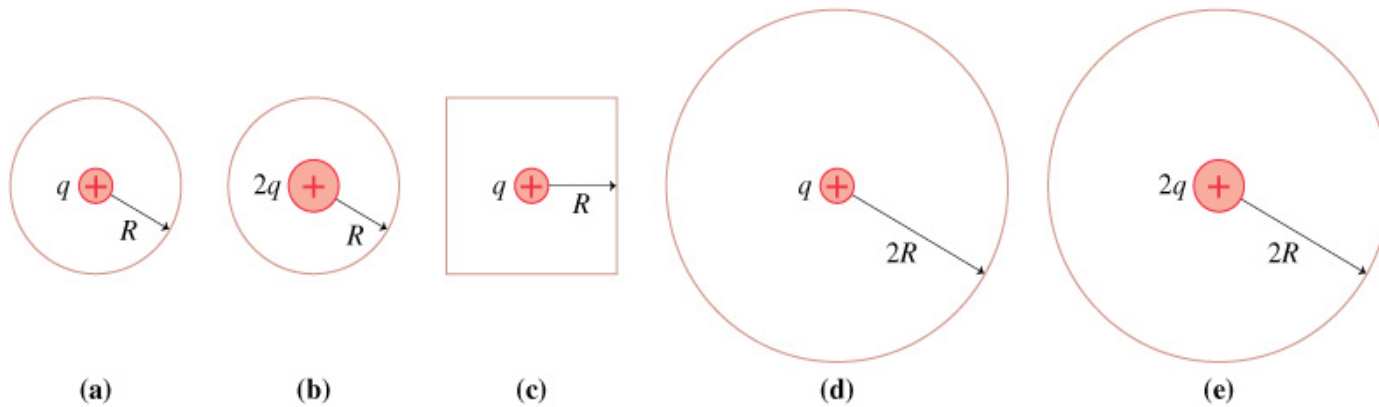 q + R
2q + R
q + R
q + 2R
2q + 2R
(a) (b) (c) (d) (e)